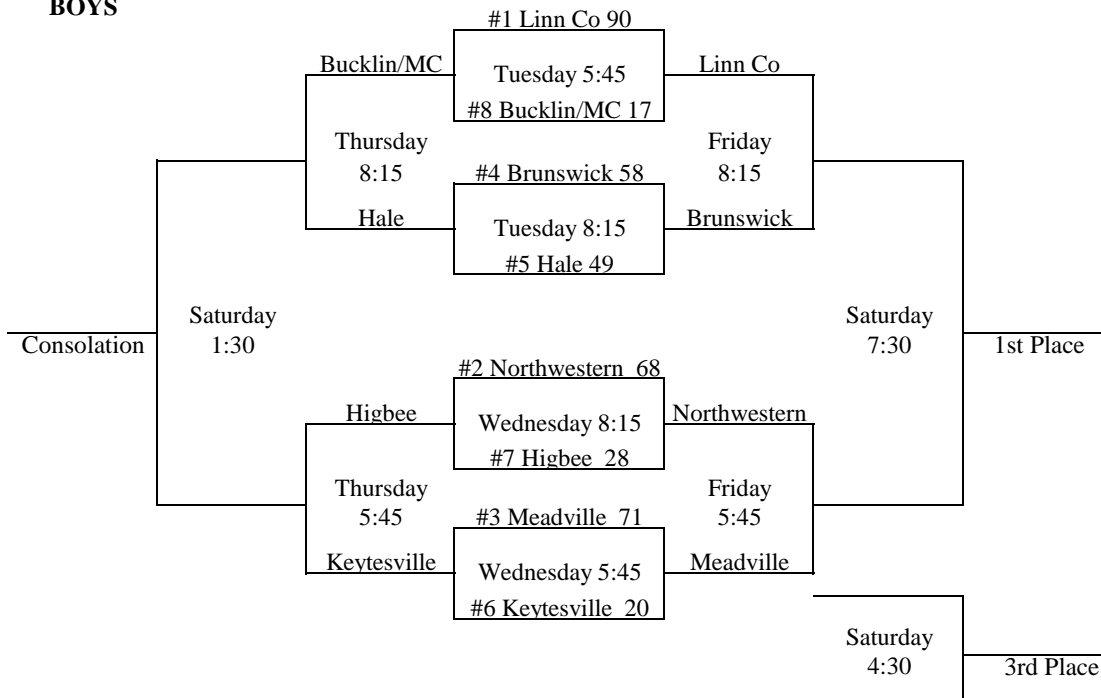 BOYS
#1 Linn Co 90
Bucklin/MC
Tuesday 5:45
Linn Co
#8 Bucklin/MC 17
Thursday
8:15
Friday
8:15
#4 Brunswick 58
Hale
Tuesday 8:15
Brunswick
#5 Hale 49
Saturday
1:30
Saturday
7:30
Consolation
1st Place
#2 Northwestern 68
Higbee
Wednesday 8:15
Northwestern
#7 Higbee 28
Thursday
5:45
Friday
5:45
#3 Meadville 71
Keytesville
Wednesday 5:45
Meadville
#6 Keytesville 20
Saturday
4:30
3rd Place